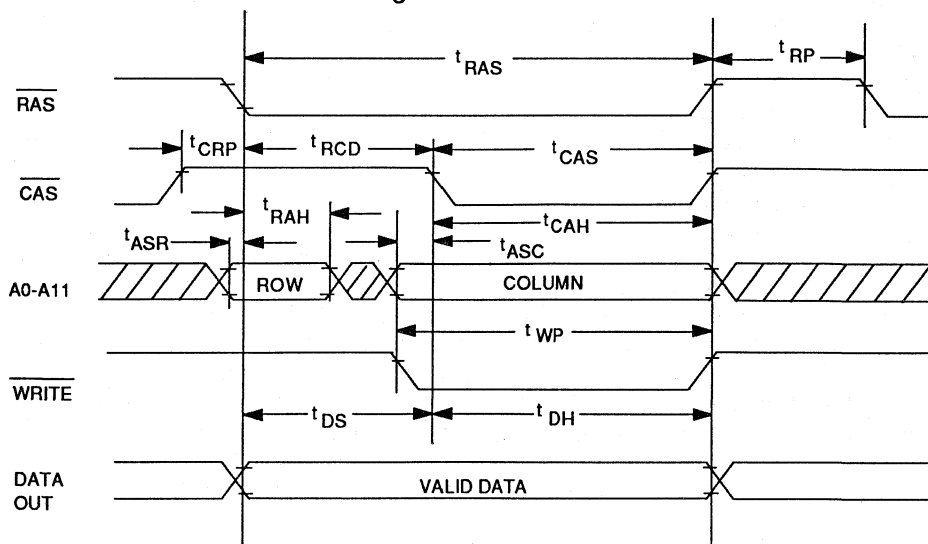 tRAS
tRP
RAS
tCRP
tRCD
tCAS
CAS
tRAH
tCAH
tASR
tASC
A0-A11
ROW
COLUMN
tWP
WRITE
tDS
tDH
DATA
OUT
VALID DATA